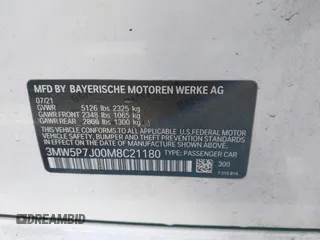 MFD BY BAYERISCHE MOTOREN WERKE AG
07/21
GVWR 5126 lbs 2325 kg
GAWR FRONT 2348 lbs 1065 kg
GAWR REAR 2866 lbs 1300 kg
THIS VEHICLE CONFORMS TO ALL APPLICABLE U.S. FEDERAL MOTOR
VEHICLE SAFETY, BUMPER AND THEFT PREVENTION STANDARDS
IN EFFECT ON THE DATE OF MANUFACTURE SHOWN ABOVE.
3MW5P7J00M8C21180 TYPE: PASSENGER CAR
300
© autobidmaster